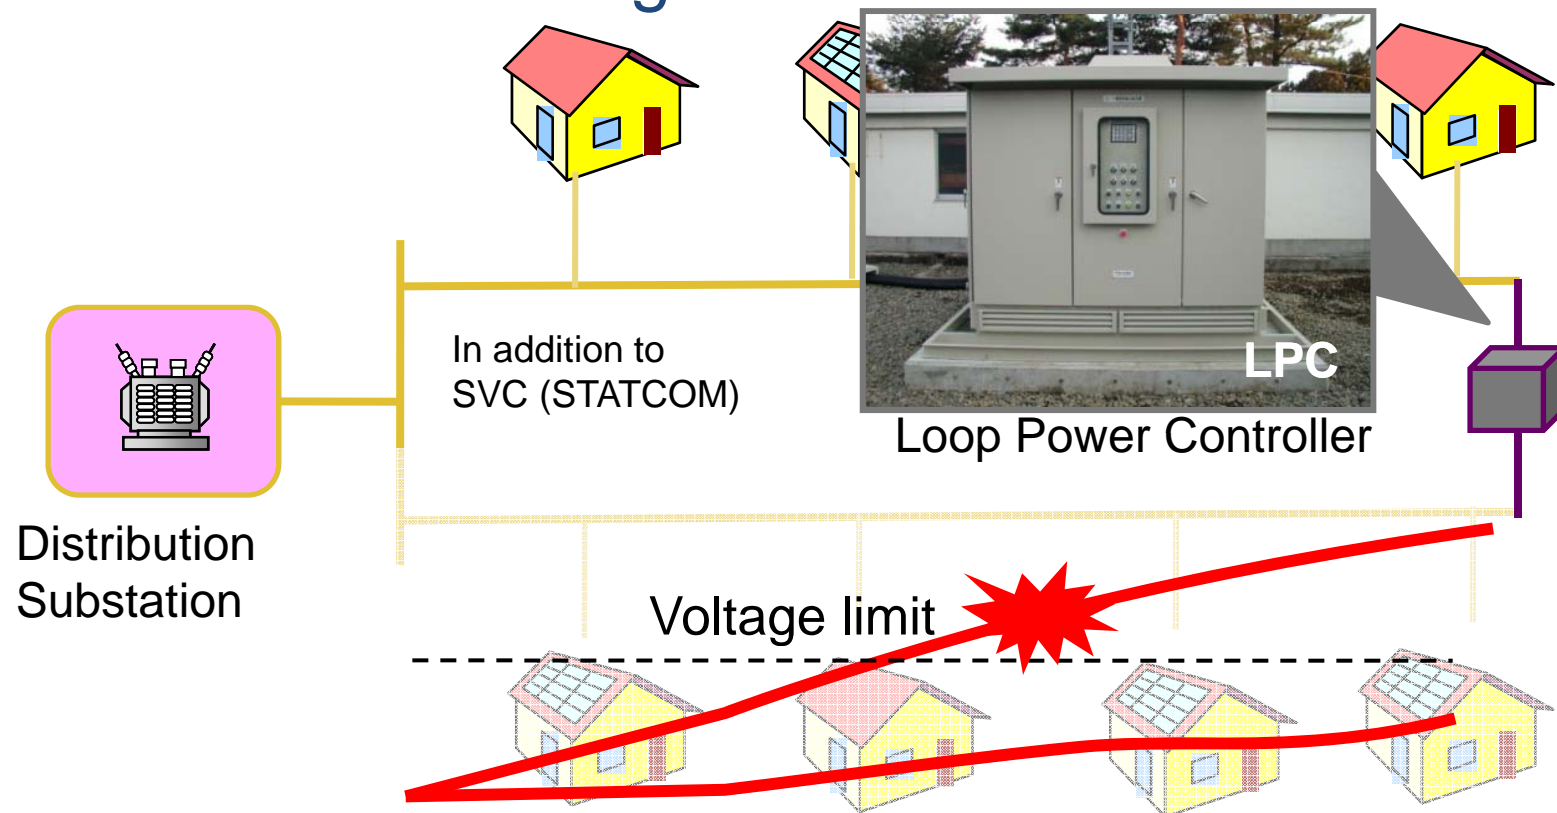 In addition to
SVC (STATCOM)
LPC
Loop Power Controller
Distribution
Substation
Voltage limit